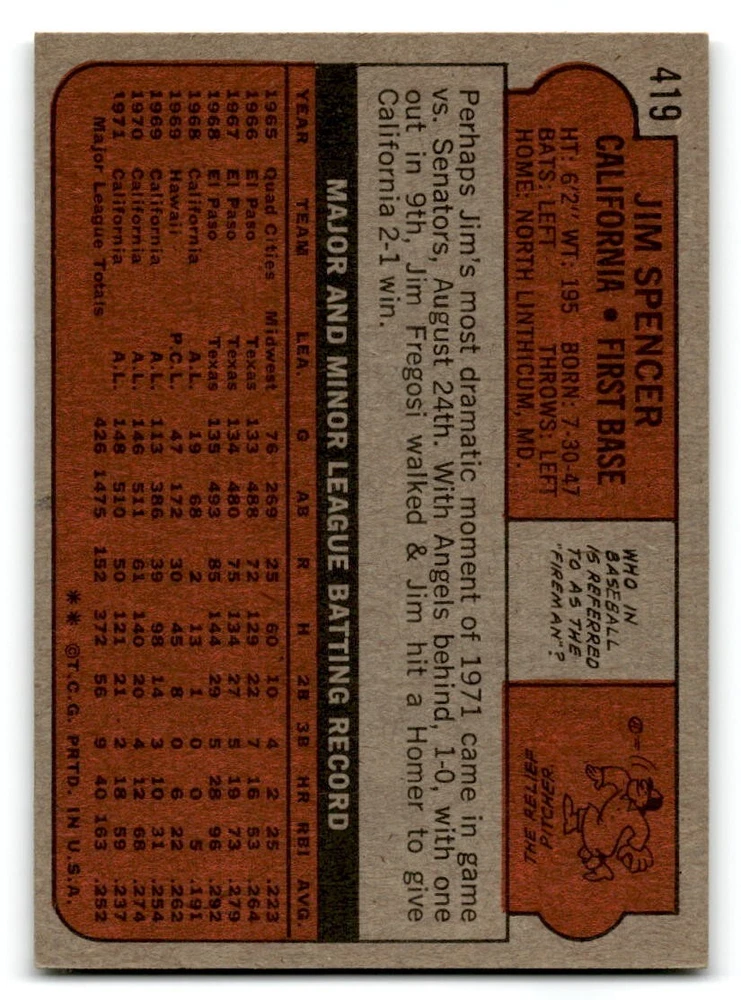 419
JIM SPENCER
CALIFORNIA • FIRST BASE
HT: 6'2" WT: 195 BORN: 7-30-47
BATS: LEFT THROWS: LEFT
HOME: NORTH LINTHICUM, MD.
WHO IN
BASEBALL
IS REFERRED
TO AS THE
"FIREMAN"?
THE RELIEF
PITCHER
Perhaps Jim's most dramatic moment of 1971 came in game
vs. Senators, August 24th. With Angels behind, 1-0, with one
out in 9th, Jim Fregosi walked & Jim hit a Homer to give
California 2-1 win.
MAJOR AND MINOR LEAGUE BATTING RECORD
YEAR TEAM LEA. G AB R H 2B 3B HR RBI AVG.
1965 Quad Cities Midwest 76 269 25 60 10 4 2 25 .223
1966 El Paso Texas 133 488 72 129 22 7 16 53 .264
1967 El Paso Texas 134 480 75 134 27 5 19 73 .279
1968 El Paso Texas 135 493 85 144 29 5 28 96 .292
1968 California A.L. 19 68 2 13 1 0 0 5 .191
1969 Hawaii P.C.L. 47 172 30 45 8 0 6 22 .262
1969 California A.L. 113 386 39 98 14 3 10 31 .254
1970 California A.L. 146 511 61 140 20 4 12 68 .274
1971 California A.L. 148 510 50 121 21 2 18 59 .237
Major League Totals 426 1475 152 372 56 9 40 163 .252
** ©T.C.G. PRTD. IN U.S.A.